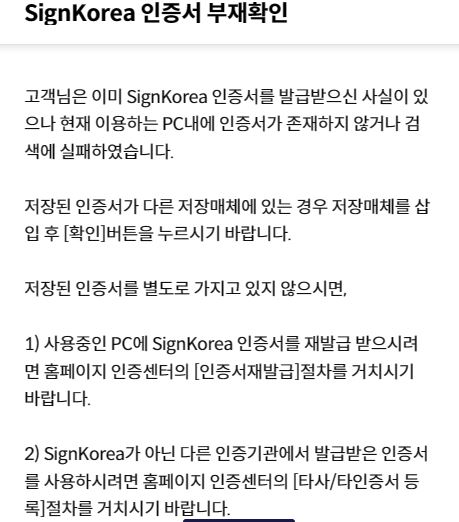 SignKorea 인증서 부재확인
고객님은 이미 SignKorea 인증서를 발급받으신 사실이 있
으나 현재 이용하는 PC내에 인증서가 존재하지 않거나 검
색에 실패하였습니다.
저장된 인증서가 다른 저장매체에 있는 경우 저장매체를 삽
입 후 [확인]버튼을 누르시기 바랍니다.
저장된 인증서를 별도로 가지고 있지 않으시면,
1) 사용중인 PC에 SignKorea 인증서를 재발급 받으시려
면 홈페이지 인증센터의 [인증서재발급]절차를 거치시기
바랍니다.
2) SignKorea가 아닌 다른 인증기관에서 발급받은 인증서
를 사용하시려면 홈페이지 인증센터의 [타사/타인증서 등
록]절차를 거치시기 바랍니다.